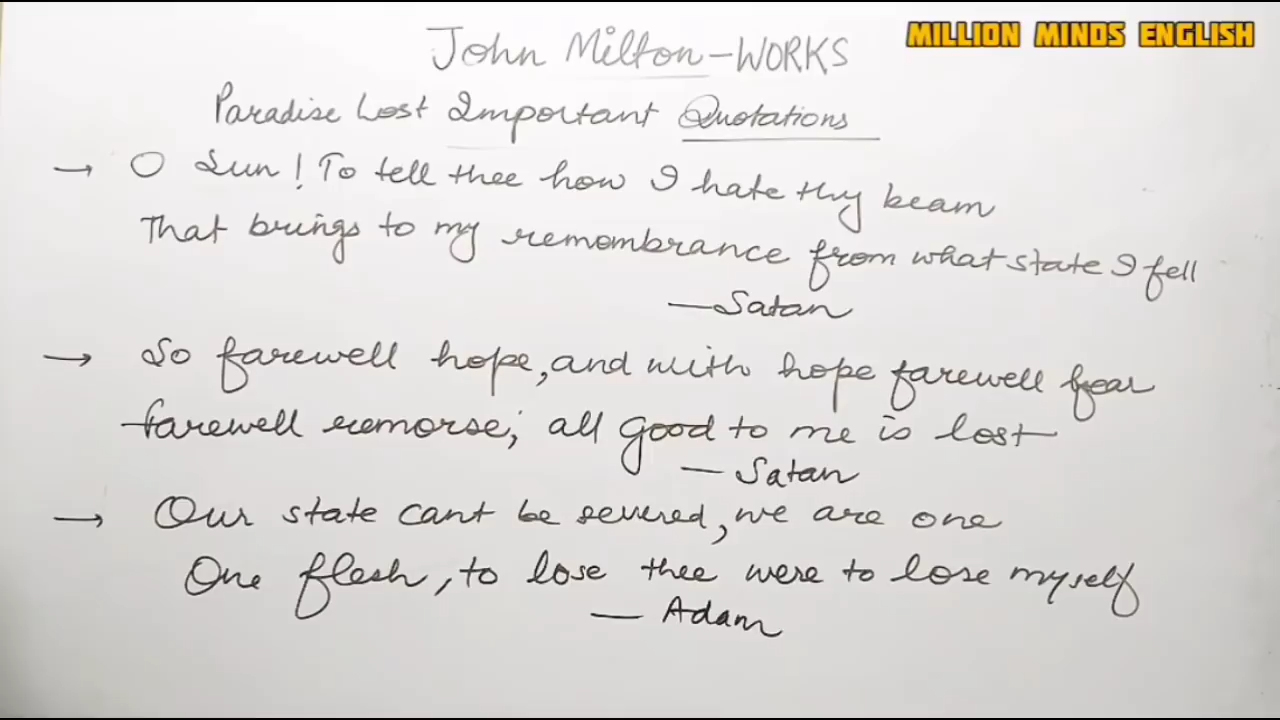 MILLION MINDS ENGLISH
John Milton - WORKS
Paradise Lost Important Quotations
→ O Sun! To tell thee how I hate thy beam
That brings to my remombrance from what state I fell
— Satan
→ So farewell hope, and with hope farewell fear
farewell remorse; all good to me is lost
— Satan
→ Our state cant be severed, we are one
One flesh, to lose thee were to lose myself
— Adam